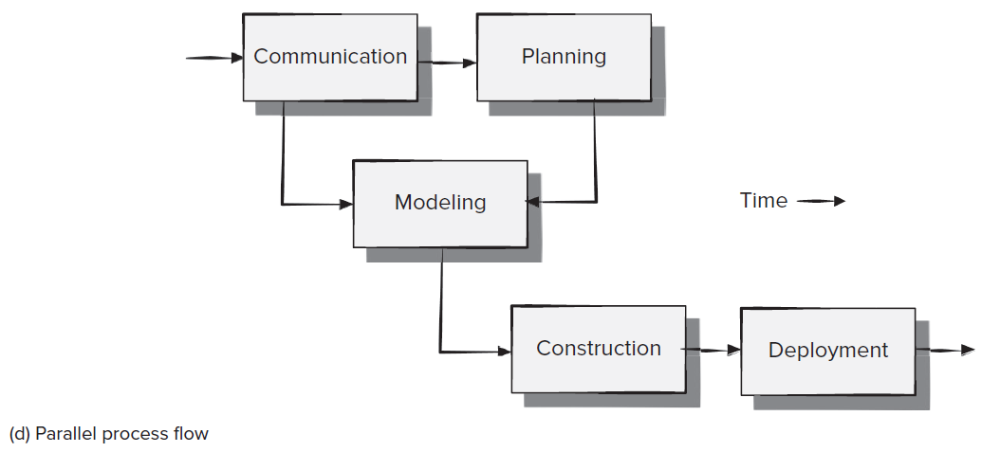 Communication
Planning
Modeling
Time
Construction
Deployment
(d) Parallel process flow